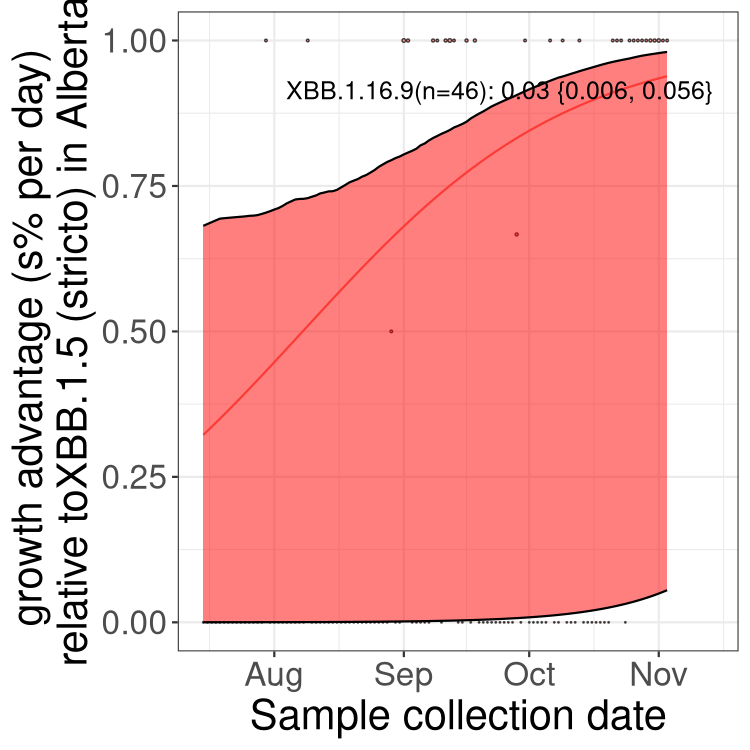 growth advantage (s% per day)
relative toXBB.1.5 (stricto) in Alberta
1.00
0.75
0.50
0.25
0.00
XBB.1.16.9(n=46): 0.03 {0.006, 0.056}
Aug Sep Oct Nov
Sample collection date